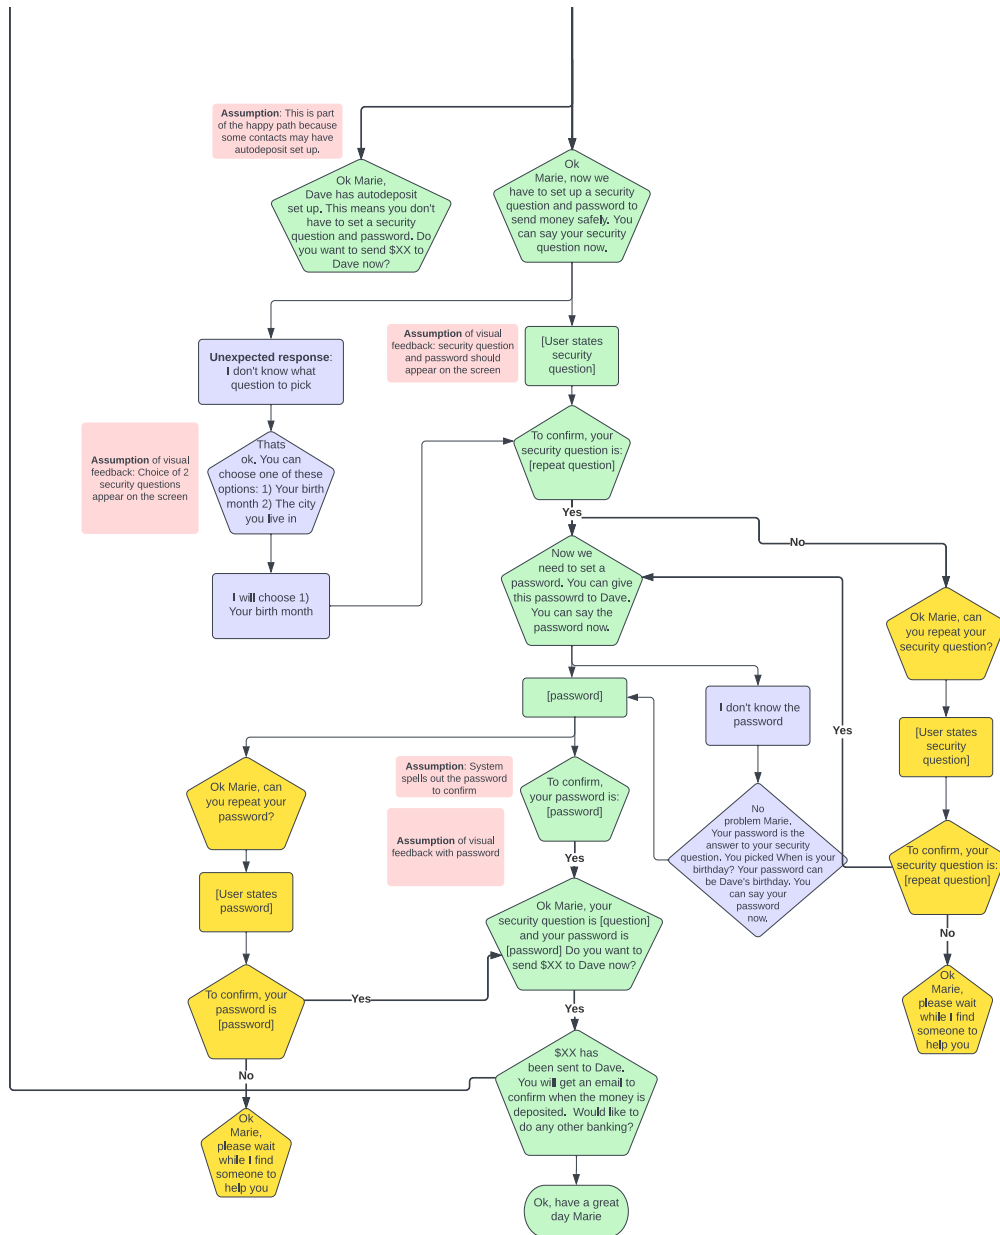 Assumption: This is part
of the happy path because
some contacts may have
autodeposit set up.
Ok Marie,
Dave has autodeposit
set up. This means you don't
have to set a security
question and password. Do
you want to send $XX to
Dave now?
Ok
Marie, now we
have to set up a security
question and password to
send money safely. You
can say your security
question now.
Unexpected response:
I don't know what
question to pick
Assumption of visual
feedback: security question
and password should
appear on the screen
[User states
security
question]
Assumption of visual
feedback: Choice of 2
security questions
appear on the screen
Thats
ok. You can
choose one of these
options: 1) Your birth
month 2) The city
you live in
To confirm, your
security question is:
[repeat question]
Yes
No
I will choose 1)
Your birth month
Now we
need to set a
password. You can give
this passowrd to Dave.
You can say the
password now.
Ok Marie, can
you repeat your
security question?
[password]
I don't know the
password
Yes
[User states
security
question]
Ok Marie, can
you repeat your
password?
Assumption: System
spells out the password
to confirm
To confirm,
your password is:
[password]
Assumption of visual
feedback with password
Yes
No
problem Marie,
Your password is the
answer to your security
question. You picked When is your
birthday? Your password can
be Dave's birthday. You
can say your
password
now.
To confirm, your
security question is:
[repeat question]
[User states
password]
Ok Marie, your
security question is [question]
and your password is
[password] Do you want to
send $XX to Dave now?
No
To confirm, your
password is
[password]
Yes
Yes
Ok
Marie,
please wait
while I find
someone to
help you
$XX has
been sent to Dave.
You will get an email to
confirm when the money is
deposited.  Would like to
do any other banking?
No
Ok
Marie,
please wait
while I find
someone to
help you
Ok, have a great
day Marie